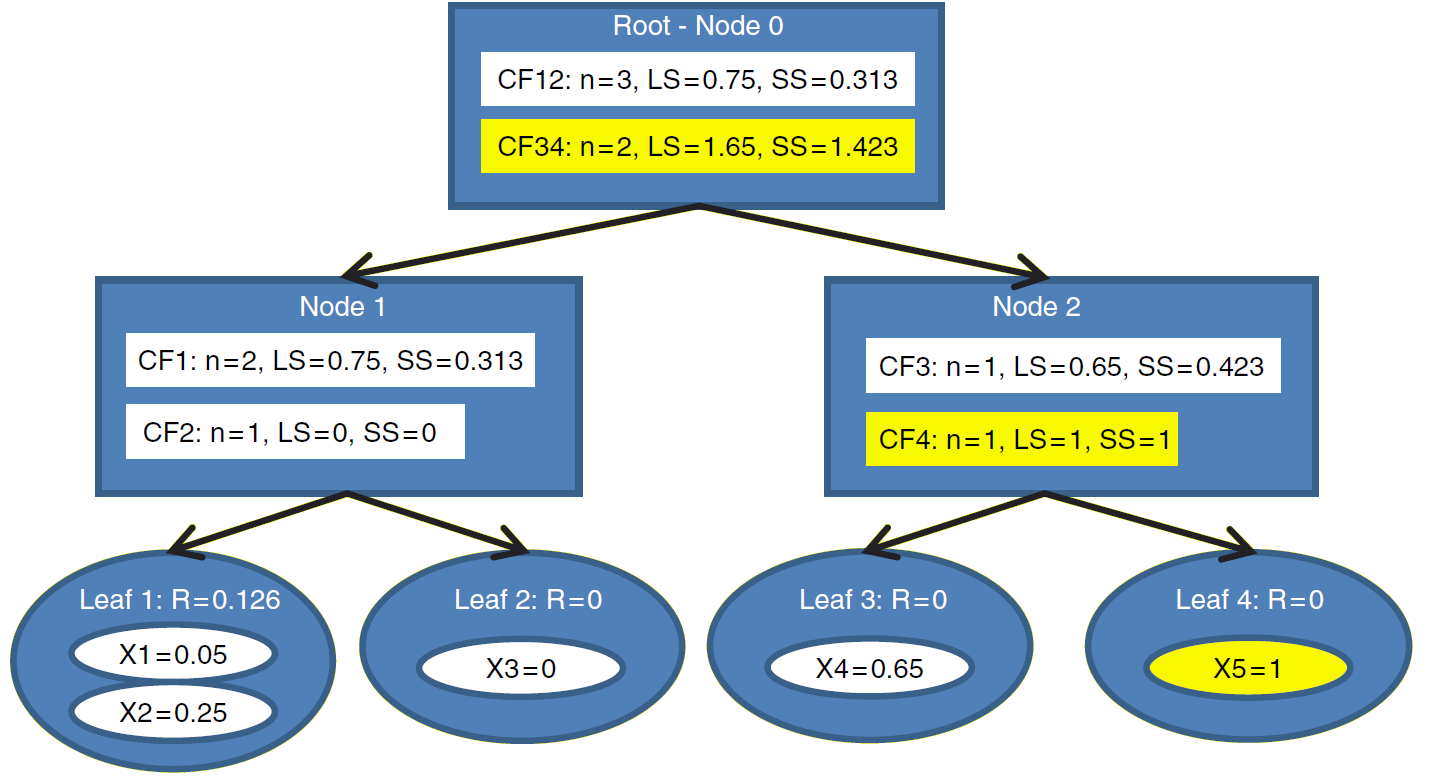 Root - Node 0
CF12: n=3, LS=0.75, SS=0.313
CF34: n=2, LS=1.65, SS=1.423
Node 1
CF1: n=2, LS=0.75, SS=0.313
CF2: n=1, LS=0, SS=0
Node 2
CF3: n=1, LS=0.65, SS=0.423
CF4: n=1, LS=1, SS=1
Leaf 1: R=0.126
X1=0.05
X2=0.25
Leaf 2: R=0
X3=0
Leaf 3: R=0
X4=0.65
Leaf 4: R=0
X5=1